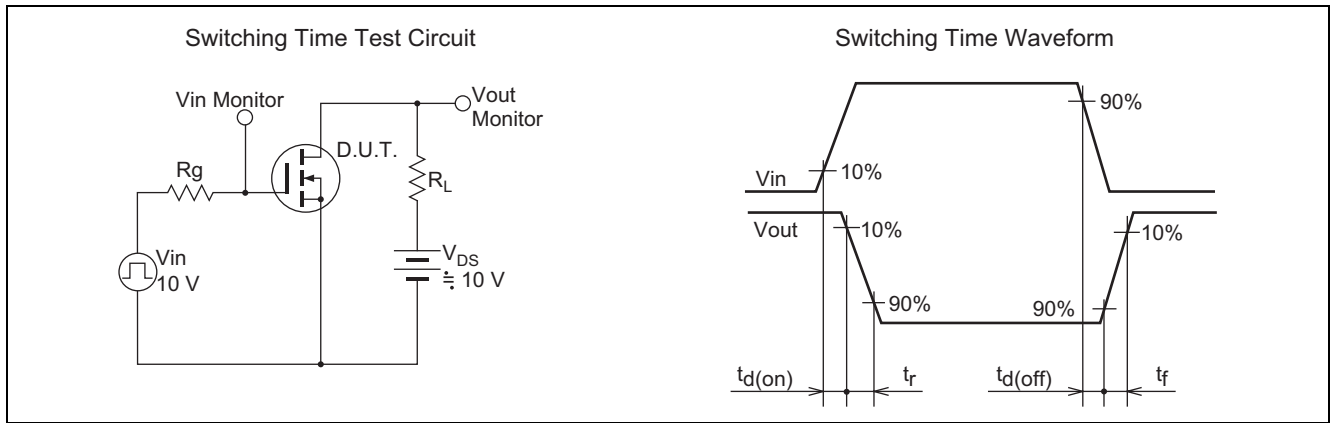 Switching Time Test Circuit
Vin Monitor
Vout
Monitor
D.U.T.
Rg
RL
Vin
10 V
VDS
≒ 10 V
Switching Time Waveform
90%
Vin
10%
Vout
10%
10%
90%
90%
td(on)
tr
td(off)
tf